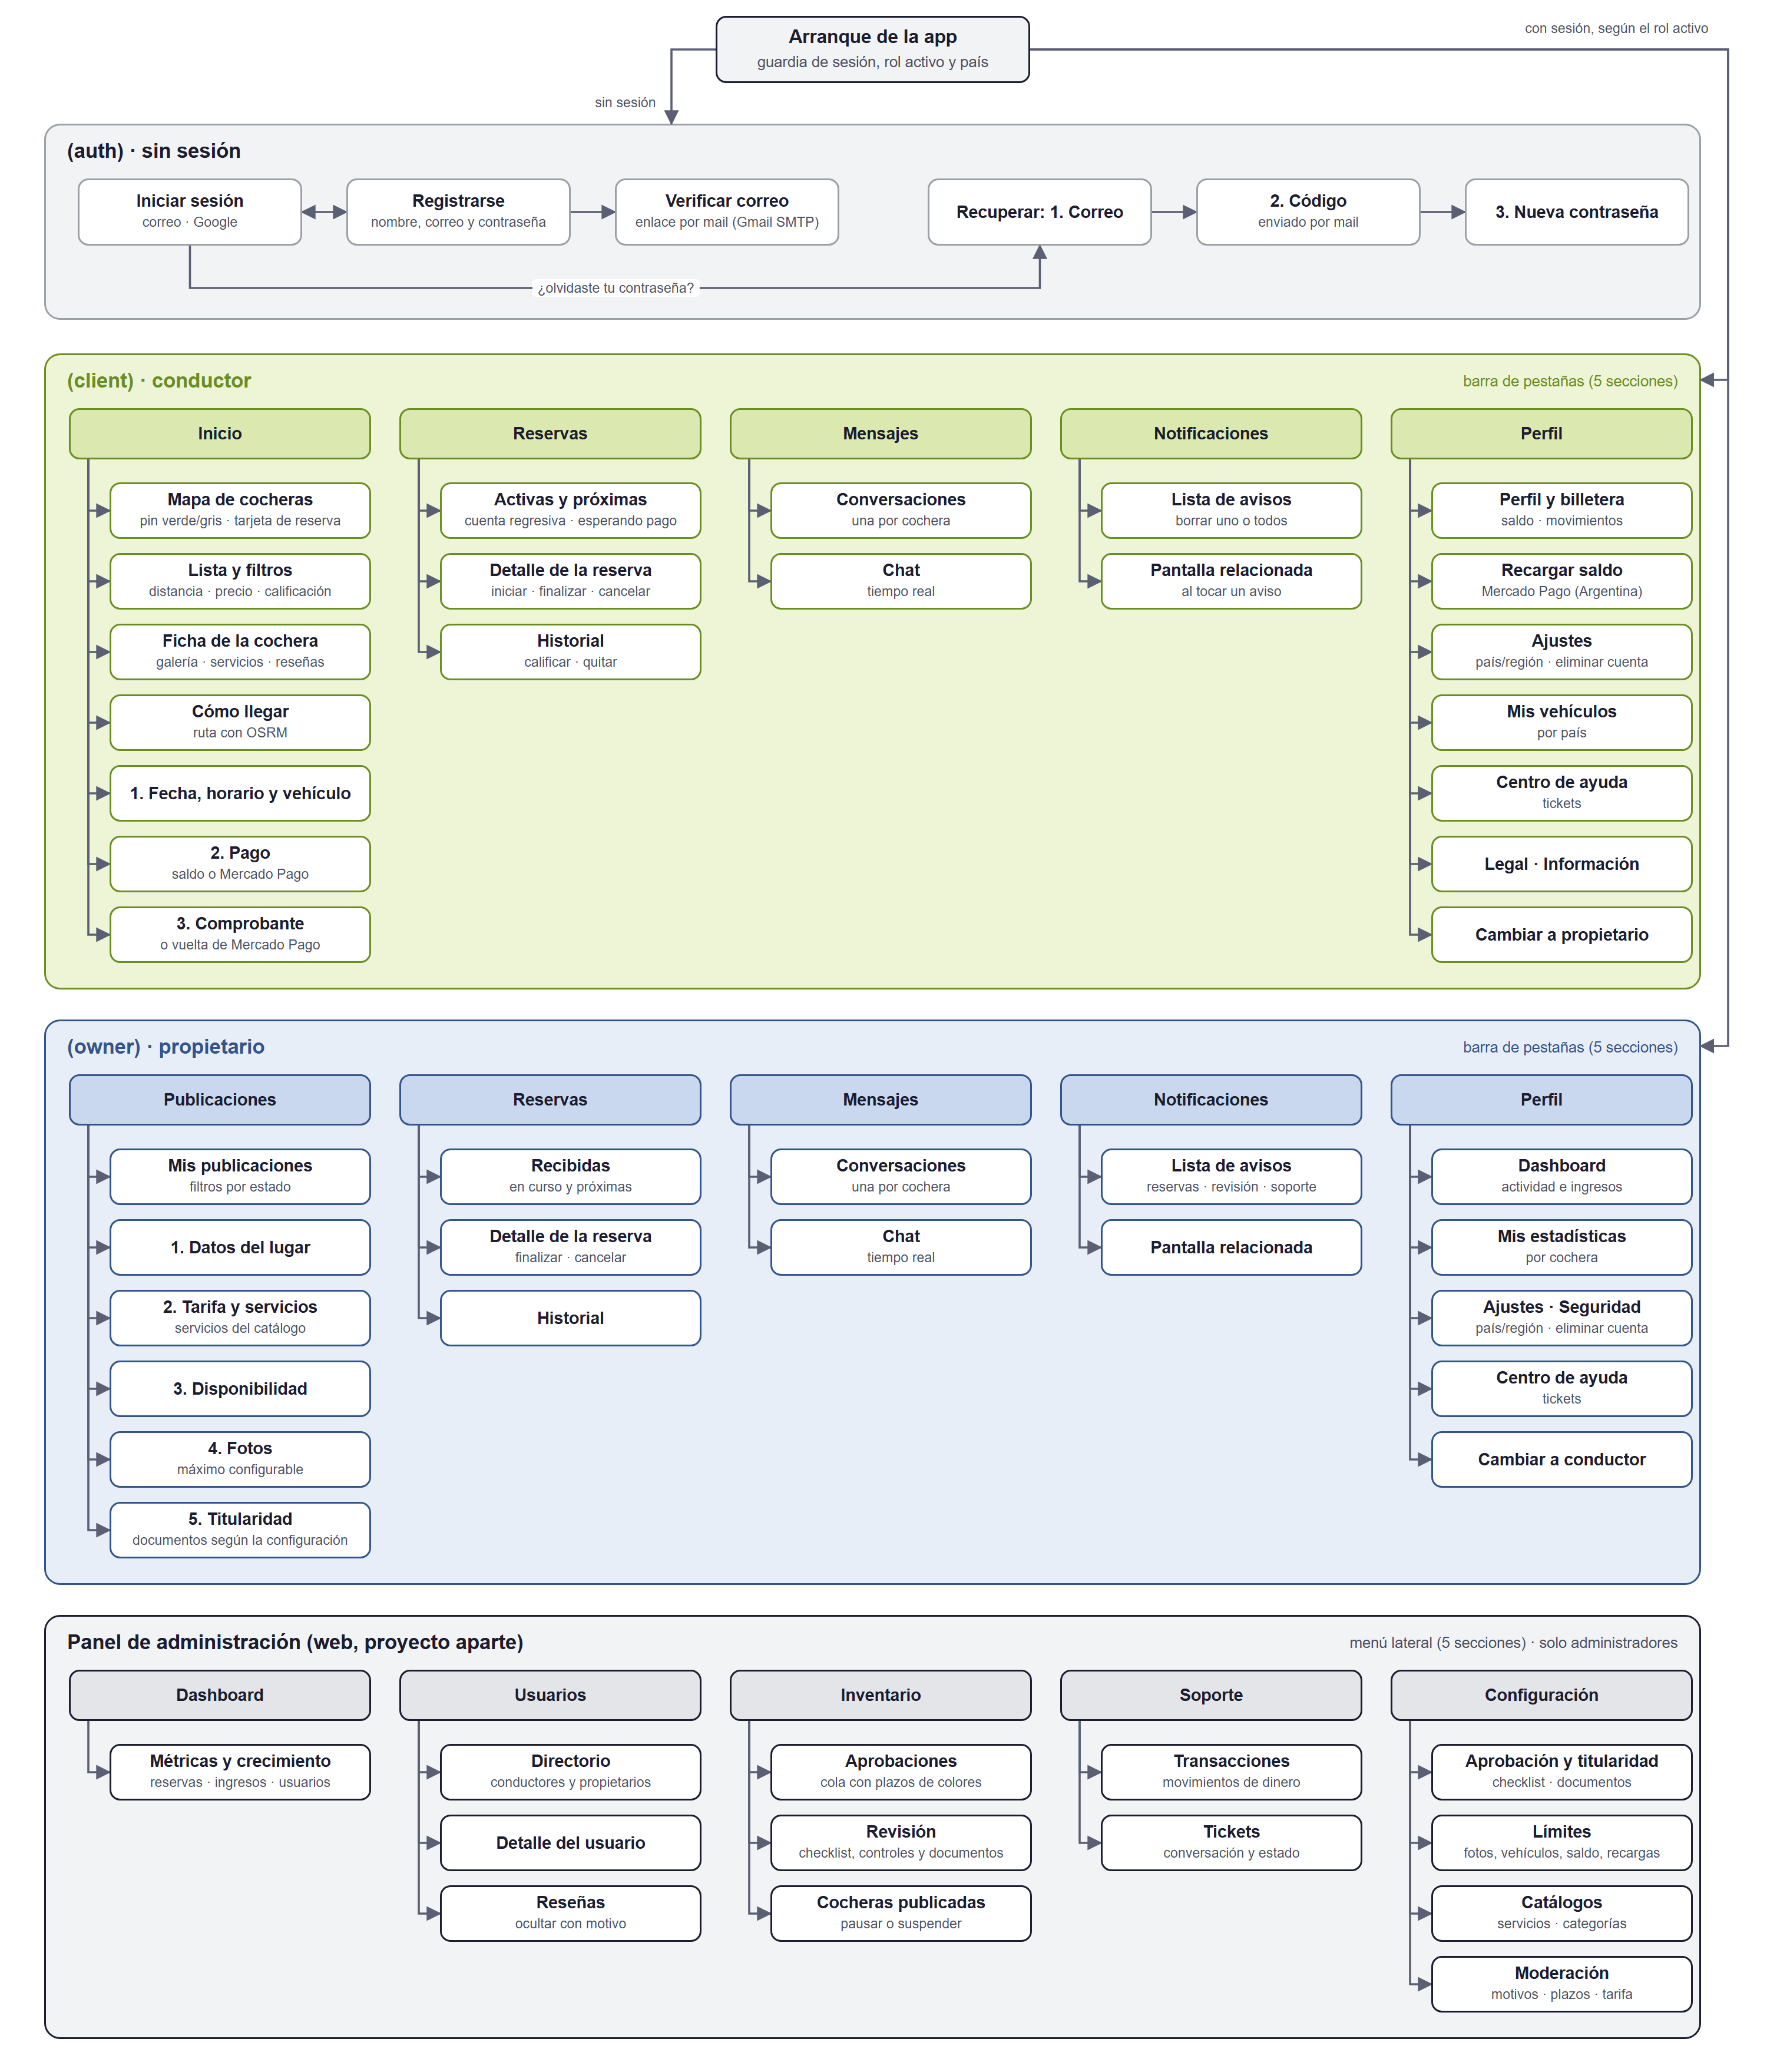 Arranque de la app
guardia de sesión, rol activo y país
con sesión, según el rol activo
sin sesión
(auth) · sin sesión
Iniciar sesión
correo · Google
Registrarse
nombre, correo y contraseña
Verificar correo
enlace por mail (Gmail SMTP)
Recuperar: 1. Correo
2. Código
enviado por mail
3. Nueva contraseña
¿olvidaste tu contraseña?
(client) · conductor
barra de pestañas (5 secciones)
Inicio
Mapa de cocheras
pin verde/gris · tarjeta de reserva
Lista y filtros
distancia · precio · calificación
Ficha de la cochera
galería · servicios · reseñas
Cómo llegar
ruta con OSRM
1. Fecha, horario y vehículo
2. Pago
saldo o Mercado Pago
3. Comprobante
o vuelta de Mercado Pago
Reservas
Activas y próximas
cuenta regresiva · esperando pago
Detalle de la reserva
iniciar · finalizar · cancelar
Historial
calificar · quitar
Mensajes
Conversaciones
una por cochera
Chat
tiempo real
Notificaciones
Lista de avisos
borrar uno o todos
Pantalla relacionada
al tocar un aviso
Perfil
Perfil y billetera
saldo · movimientos
Recargar saldo
Mercado Pago (Argentina)
Ajustes
país/región · eliminar cuenta
Mis vehículos
por país
Centro de ayuda
tickets
Legal · Información
Cambiar a propietario
(owner) · propietario
barra de pestañas (5 secciones)
Publicaciones
Mis publicaciones
filtros por estado
1. Datos del lugar
2. Tarifa y servicios
servicios del catálogo
3. Disponibilidad
4. Fotos
máximo configurable
5. Titularidad
documentos según la configuración
Reservas
Recibidas
en curso y próximas
Detalle de la reserva
finalizar · cancelar
Historial
Mensajes
Conversaciones
una por cochera
Chat
tiempo real
Notificaciones
Lista de avisos
reservas · revisión · soporte
Pantalla relacionada
Perfil
Dashboard
actividad e ingresos
Mis estadísticas
por cochera
Ajustes · Seguridad
país/región · eliminar cuenta
Centro de ayuda
tickets
Cambiar a conductor
Panel de administración (web, proyecto aparte)
menú lateral (5 secciones) · solo administradores
Dashboard
Métricas y crecimiento
reservas · ingresos · usuarios
Usuarios
Directorio
conductores y propietarios
Detalle del usuario
Reseñas
ocultar con motivo
Inventario
Aprobaciones
cola con plazos de colores
Revisión
checklist, controles y documentos
Cocheras publicadas
pausar o suspender
Soporte
Transacciones
movimientos de dinero
Tickets
conversación y estado
Configuración
Aprobación y titularidad
checklist · documentos
Límites
fotos, vehículos, saldo, recargas
Catálogos
servicios · categorías
Moderación
motivos · plazos · tarifa